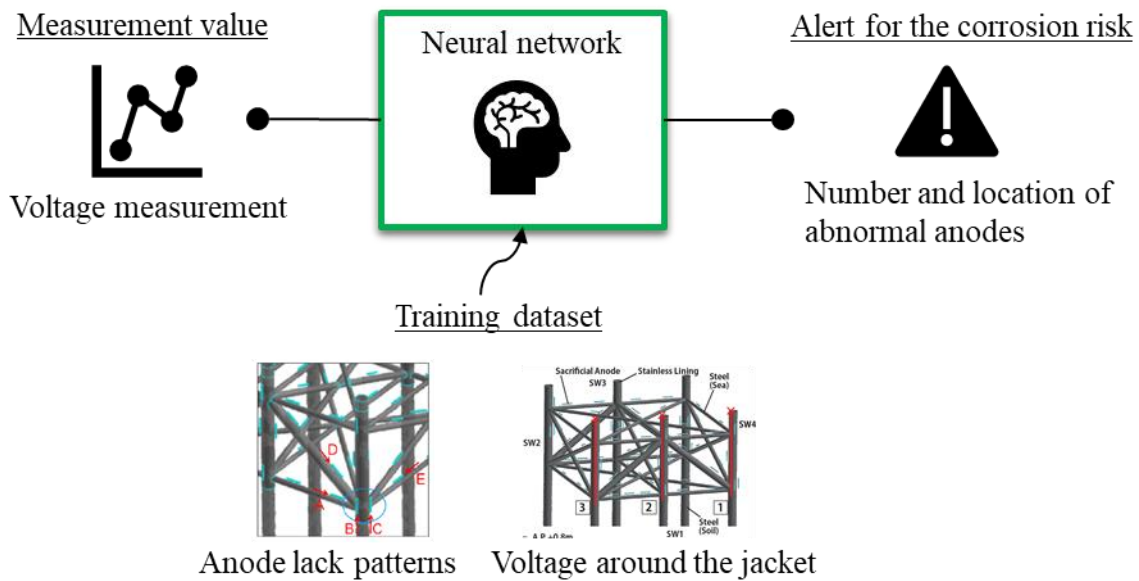 Measurement value
Voltage measurement
Neural network
Alert for the corrosion risk
Number and location of
abnormal anodes
Training dataset
D
A
B
C
E
Anode lack patterns
Sacrificial Anode
Stainless Lining
SW3
Steel
(Sea)
SW4
SW2
3
2
1
SW1
Steel
(Soil)
Voltage around the jacket